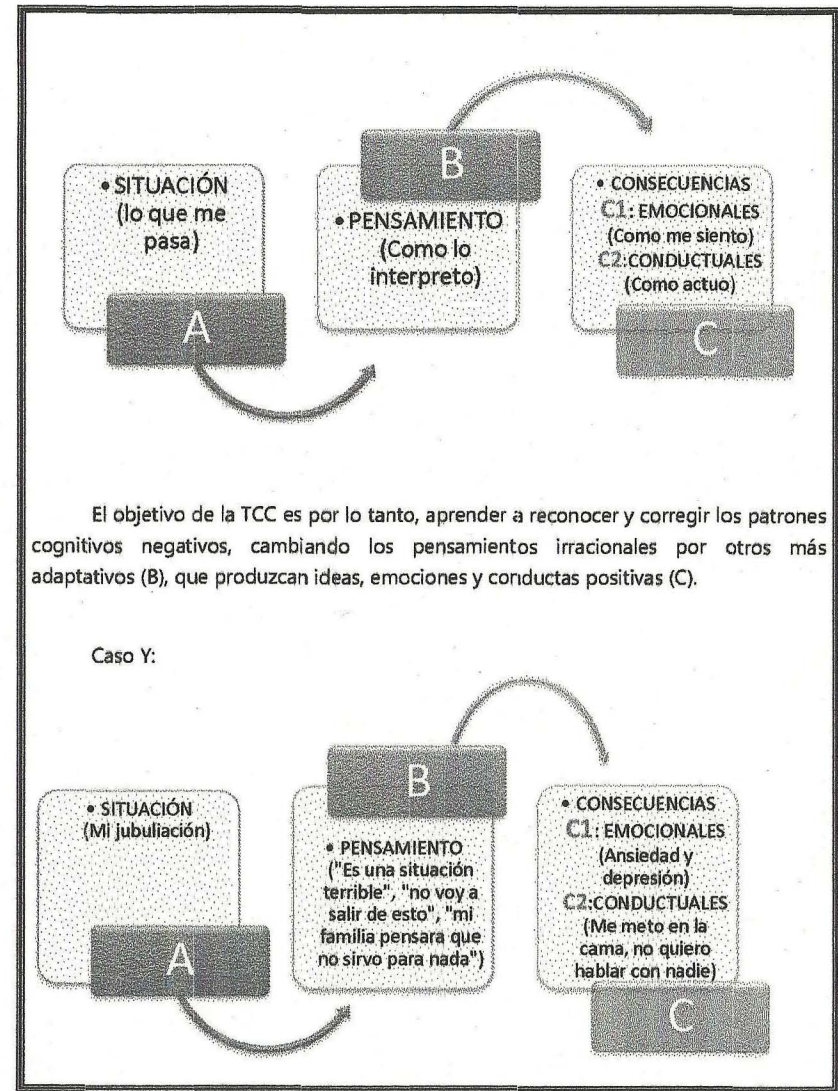 • SITUACIÓN
(lo que me
pasa)
A
B
• PENSAMIENTO
(Como lo
interpreto)
• CONSECUENCIAS
C1: EMOCIONALES
(Como me siento)
C2:CONDUCTUALES
(Como actuo)
C
El objetivo de la TCC es por lo tanto, aprender a reconocer y corregir los patrones
cognitivos negativos, cambiando los pensamientos irracionales por otros más
adaptativos (B), que produzcan ideas, emociones y conductas positivas (C).
Caso Y:
• SITUACIÓN
(Mi jubuliación)
A
B
• PENSAMIENTO
("Es una situación
terrible", "no voy a
salir de esto", "mi
familia pensara que
no sirvo para nada")
• CONSECUENCIAS
C1: EMOCIONALES
(Ansiedad y
depresión)
C2:CONDUCTUALES
(Me meto en la
cama, no quiero
hablar con nadie)
C